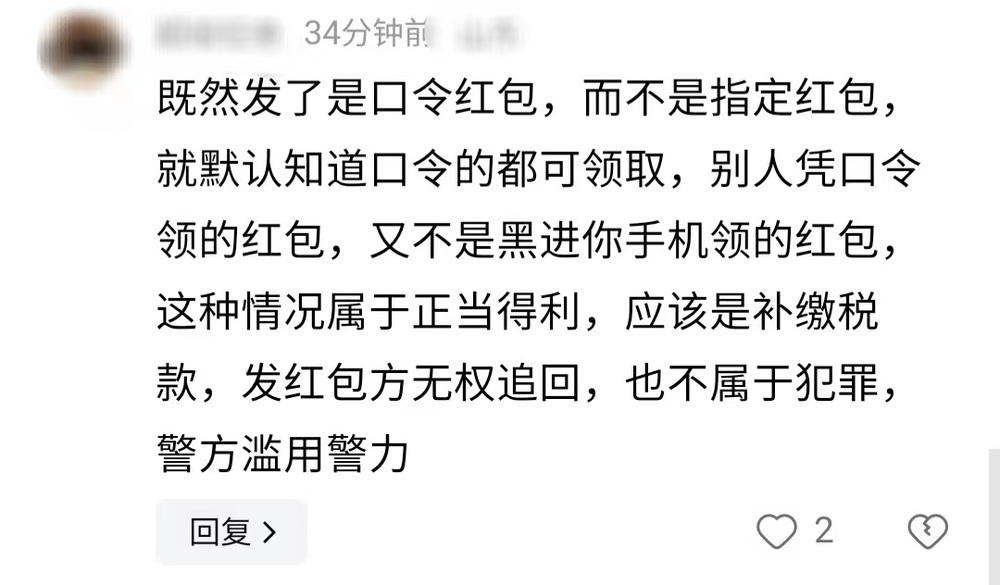 34分钟前
既然发了是口令红包，而不是指定红包，
就默认知道口令的都可领取，别人凭口令
领的红包，又不是黑进你手机领的红包，
这种情况属于正当得利，应该是补缴税
款，发红包方无权追回，也不属于犯罪，
警方滥用警力
回复
2